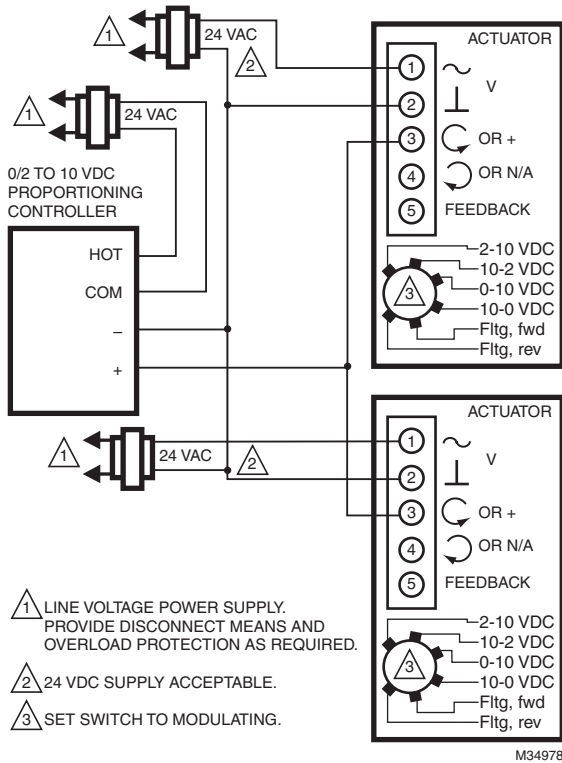 1
24 VAC
2
1
24 VAC
0/2 TO 10 VDC
PROPORTIONING
CONTROLLER
HOT
COM
–
+
ACTUATOR
1
V
2
3 OR +
4 OR N/A
5 FEEDBACK
2-10 VDC
10-2 VDC
3
0-10 VDC
10-0 VDC
Fltg, fwd
Fltg, rev
1
24 VAC
2
ACTUATOR
1
V
2
3 OR +
4 OR N/A
5 FEEDBACK
2-10 VDC
10-2 VDC
3
0-10 VDC
10-0 VDC
Fltg, fwd
Fltg, rev
1 LINE VOLTAGE POWER SUPPLY.
PROVIDE DISCONNECT MEANS AND
OVERLOAD PROTECTION AS REQUIRED.
2 24 VDC SUPPLY ACCEPTABLE.
3 SET SWITCH TO MODULATING.
M34978